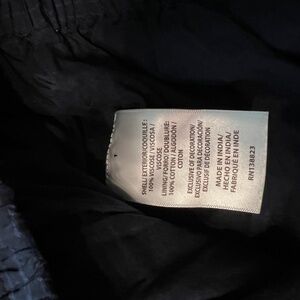 SHELL/EXTERIOR/COQUILLE:
100% VISCOSE / VISCOSA /
VISCOSE
LINING/ FORRO/ DOUBLURE:
100% COTTON / ALGODÓN /
COTON
EXCLUSIVE OF DECORATION/
EXCLUSIVO PARA DECORACIÓN/
EXCLUSIF DE DÉCORATION
MADE IN INDIA/
HECHO EN INDIA/
FABRIQUÉ EN INDE
RN138823